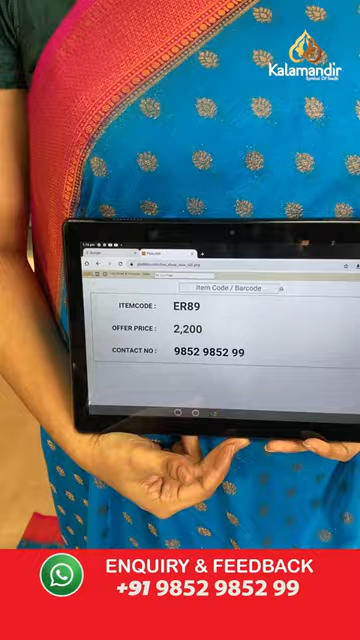 Kalamandir
Symbol Of Saadi
Item Code / Barcode
ITEMCODE : ER89
OFFER PRICE : 2,200
CONTACT NO : 9852 9852 99
ENQUIRY & FEEDBACK
+91 9852 9852 99